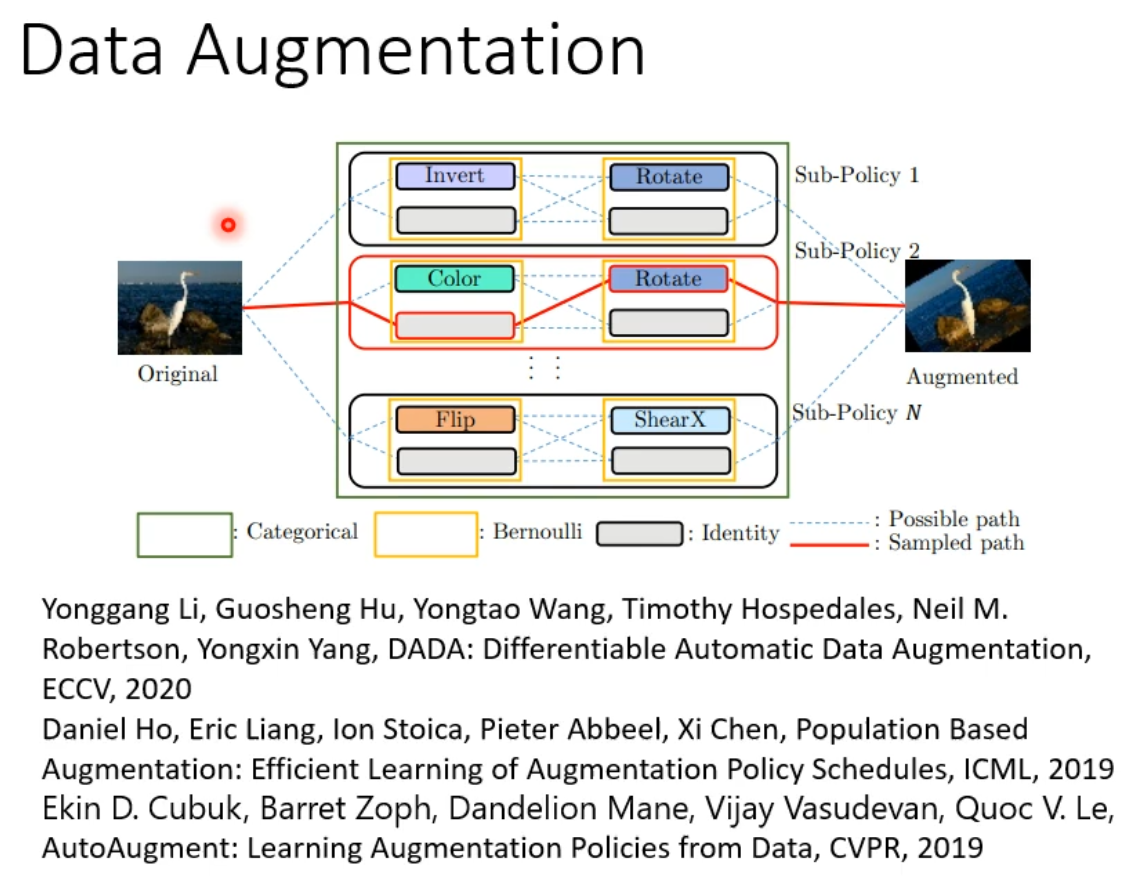 Data Augmentation
Invert
Rotate
Sub-Policy 1
Sub-Policy 2
Color
Rotate
Original
Augmented
Flip
ShearX
Sub-Policy N
: Categorical
: Bernoulli
: Identity
: Possible path
: Sampled path
Yonggang Li, Guosheng Hu, Yongtao Wang, Timothy Hospedales, Neil M.
Robertson, Yongxin Yang, DADA: Differentiable Automatic Data Augmentation,
ECCV, 2020
Daniel Ho, Eric Liang, Ion Stoica, Pieter Abbeel, Xi Chen, Population Based
Augmentation: Efficient Learning of Augmentation Policy Schedules, ICML, 2019
Ekin D. Cubuk, Barret Zoph, Dandelion Mane, Vijay Vasudevan, Quoc V. Le,
AutoAugment: Learning Augmentation Policies from Data, CVPR, 2019